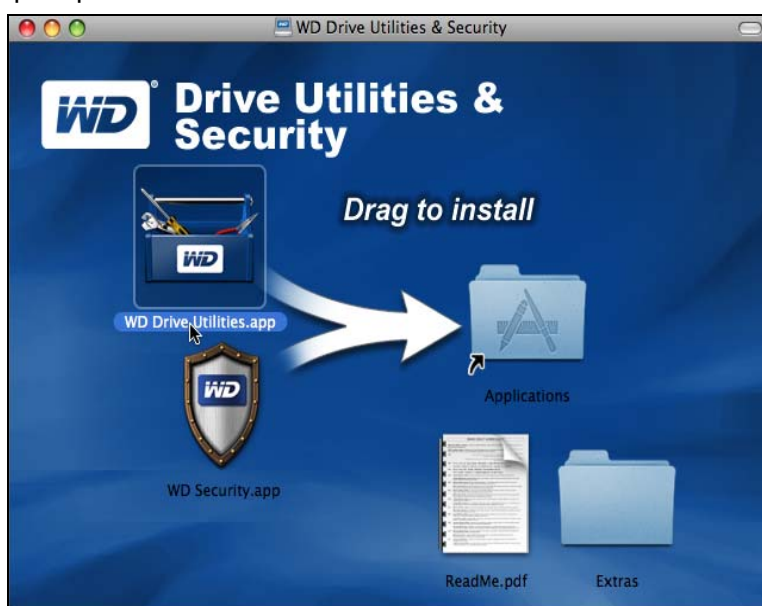 WD Drive Utilities & Security
WD® Drive Utilities &
Security
Drag to install
WD
WD Drive Utilities.app
Applications
WD
WD Security.app
ReadMe.pdf
Extras